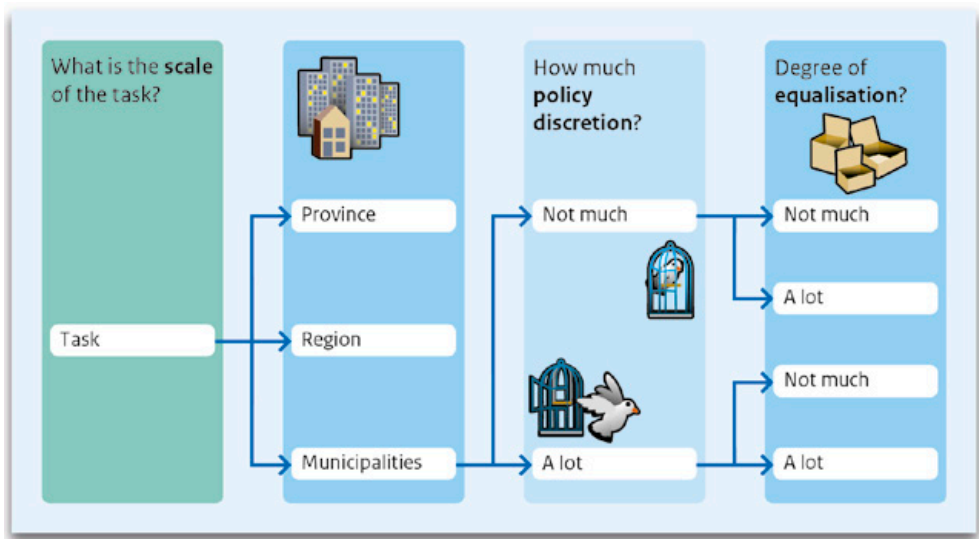 What is the scale
of the task?
How much
policy
discretion?
Degree of
equalisation?
Province
Not much
Not much
A lot
Task
Region
Not much
Municipalities
A lot
A lot